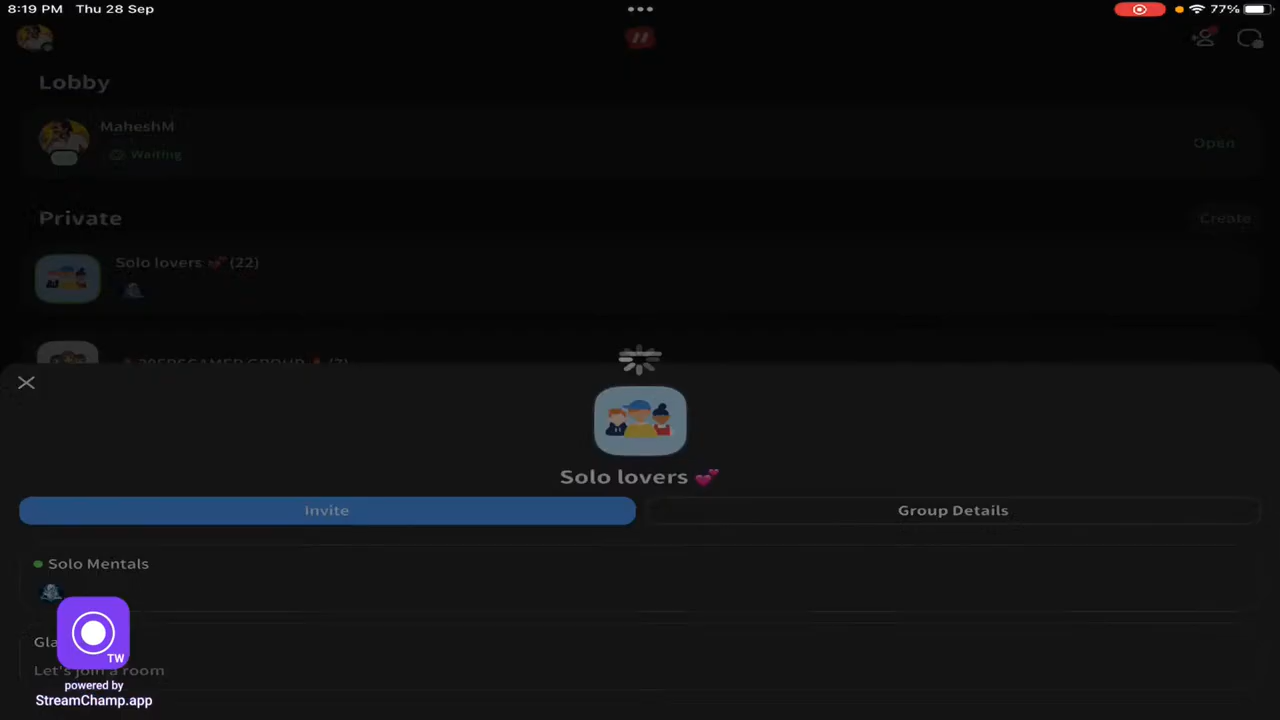 8:19 PM Thu 28 Sep
77%
Lobby
MaheshM
Waiting
Open
Private
Create
Solo lovers 💕 (22)
Solo lovers 💕
Invite
Group Details
Solo Mentals
Let's join a room
TW
powered by
StreamChamp.app